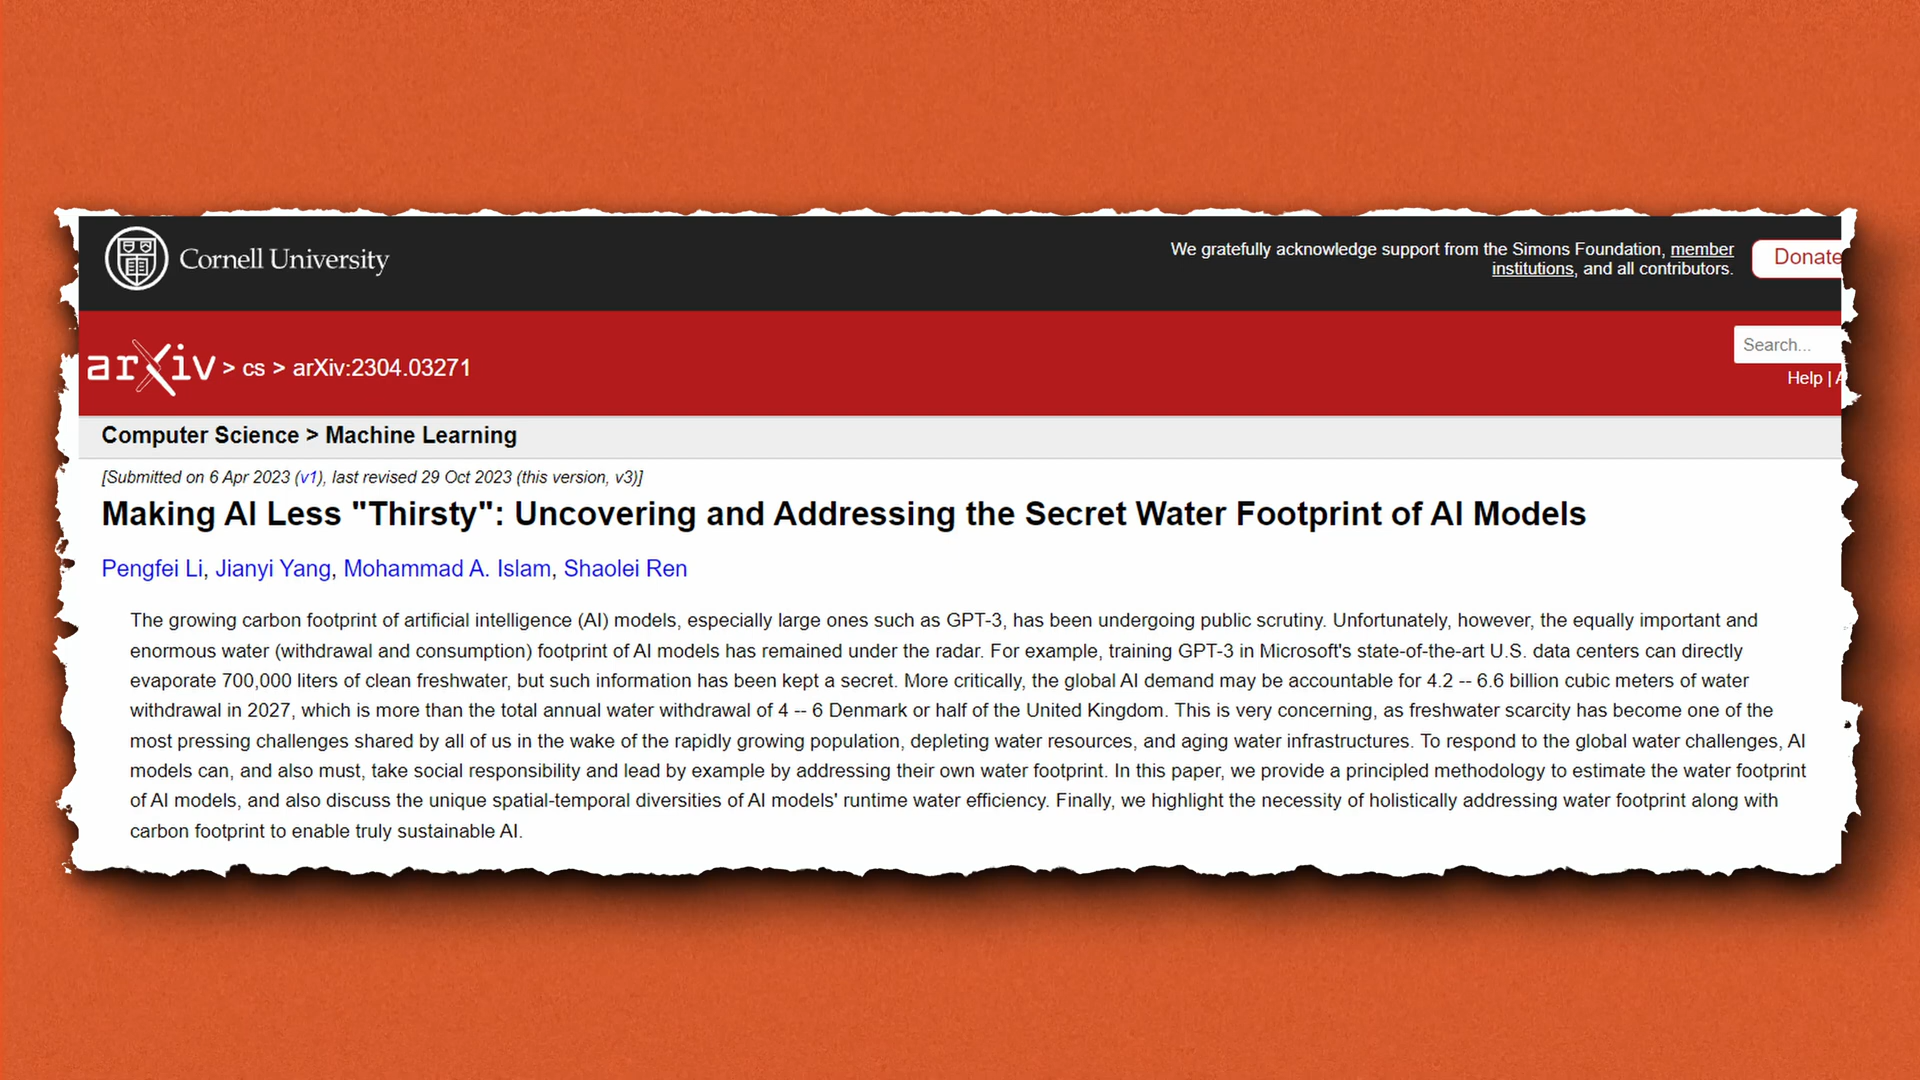 Cornell University
We gratefully acknowledge support from the Simons Foundation, member
institutions, and all contributors.
Donate
arXiv > cs > arXiv:2304.03271
Search...
Help |
Computer Science > Machine Learning
[Submitted on 6 Apr 2023 (v1), last revised 29 Oct 2023 (this version, v3)]
Making AI Less "Thirsty": Uncovering and Addressing the Secret Water Footprint of AI Models
Pengfei Li, Jianyi Yang, Mohammad A. Islam, Shaolei Ren
The growing carbon footprint of artificial intelligence (AI) models, especially large ones such as GPT-3, has been undergoing public scrutiny. Unfortunately, however, the equally important and
enormous water (withdrawal and consumption) footprint of AI models has remained under the radar. For example, training GPT-3 in Microsoft's state-of-the-art U.S. data centers can directly
evaporate 700,000 liters of clean freshwater, but such information has been kept a secret. More critically, the global AI demand may be accountable for 4.2 -- 6.6 billion cubic meters of water
withdrawal in 2027, which is more than the total annual water withdrawal of 4 -- 6 Denmark or half of the United Kingdom. This is very concerning, as freshwater scarcity has become one of the
most pressing challenges shared by all of us in the wake of the rapidly growing population, depleting water resources, and aging water infrastructures. To respond to the global water challenges, AI
models can, and also must, take social responsibility and lead by example by addressing their own water footprint. In this paper, we provide a principled methodology to estimate the water footprint
of AI models, and also discuss the unique spatial-temporal diversities of AI models' runtime water efficiency. Finally, we highlight the necessity of holistically addressing water footprint along with
carbon footprint to enable truly sustainable AI.